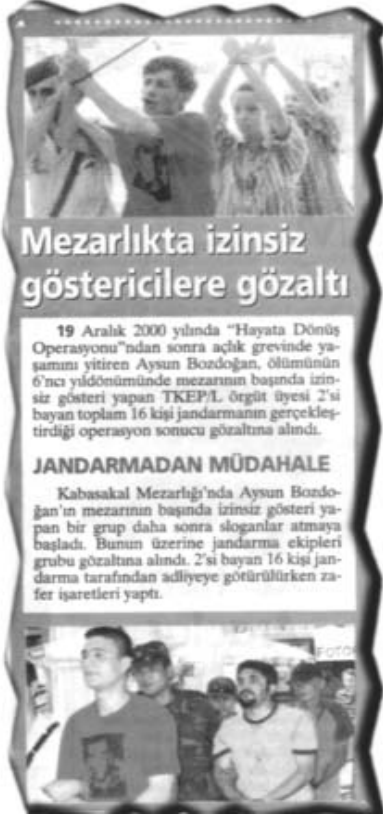 Mezarlıkta izinsiz
göstericilere gözaltı
19 Aralık 2000 yılında “Hayata Dönüş
Operasyonu”ndan sonra açlık grevinde ya-
şamını yitiren Aysun Bozdoğan, ölümünün
6’ncı yıldönümünde mezarının başında izin-
siz gösteri yapan TKEP/L örgüt üyesi 2’si
bayan toplam 16 kişi jandarmanın gerçekleş-
tirdiği operasyon sonucu gözaltına alındı.
JANDARMADAN MÜDAHALE
Kabasakal Mezarlığı’nda Aysun Bozdo-
ğan’ın mezarının başında izinsiz gösteri ya-
pan bir grup daha sonra sloganlar atmaya
başladı. Bunun üzerine jandarma ekipleri
grubu gözaltına alındı. 2’si bayan 16 kişi jan-
darma tarafından adliyeye götürülürken za-
fer işaretleri yaptı.
FOTO